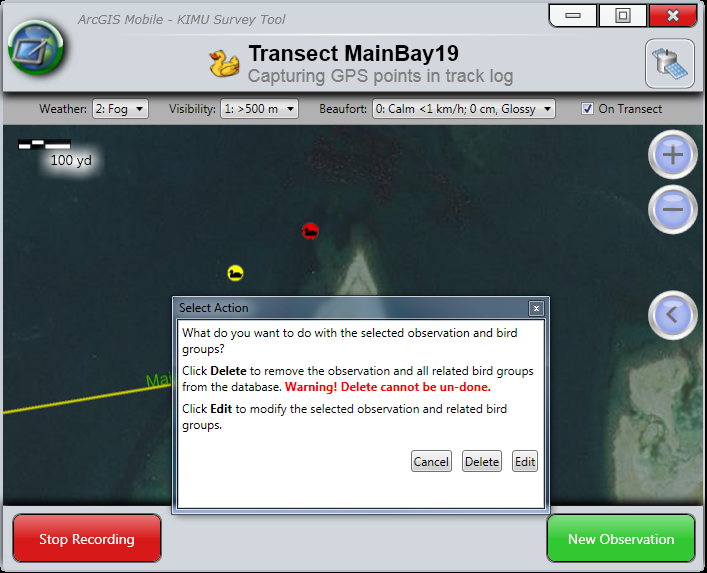 ArcGIS Mobile - KIMU Survey Tool
Transect MainBay19
Capturing GPS points in track log
Weather: 2: Fog Visibility: 1: >500 m Beaufort: 0: Calm <1 km/h; 0 cm, Glossy On Transect
100 yd
Select Action
What do you want to do with the selected observation and bird
groups?
Click Delete to remove the observation and all related bird groups
from the database. Warning! Delete cannot be un-done.
Click Edit to modify the selected observation and related bird
groups.
Cancel Delete Edit
Stop Recording New Observation